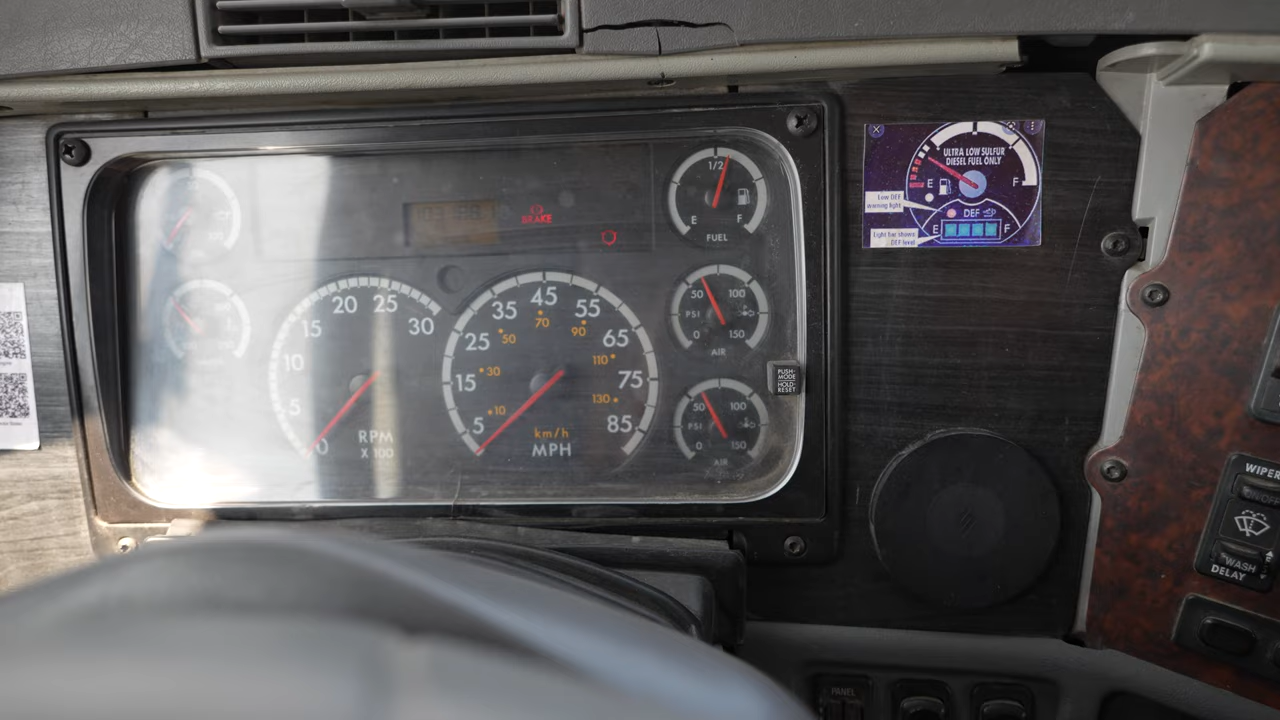 BRAKE
1/2
E F
FUEL
20 25
15 30
10
5
0
RPM
X 100
45
35 55
25 65
15 75
5 85
70
50 90
30 110
10 130
km/h
MPH
50 100
PSI
0 150
AIR
50 100
PSI
0 150
AIR
PUSH-
MODE
HOLD-
RESET
ULTRA LOW SULFUR
DIESEL FUEL ONLY
E F
Low DEF
warning light
DEF
E F
Light bar shows
DEF level
WIPER
ON/OFF
WASH
DELAY
PANEL